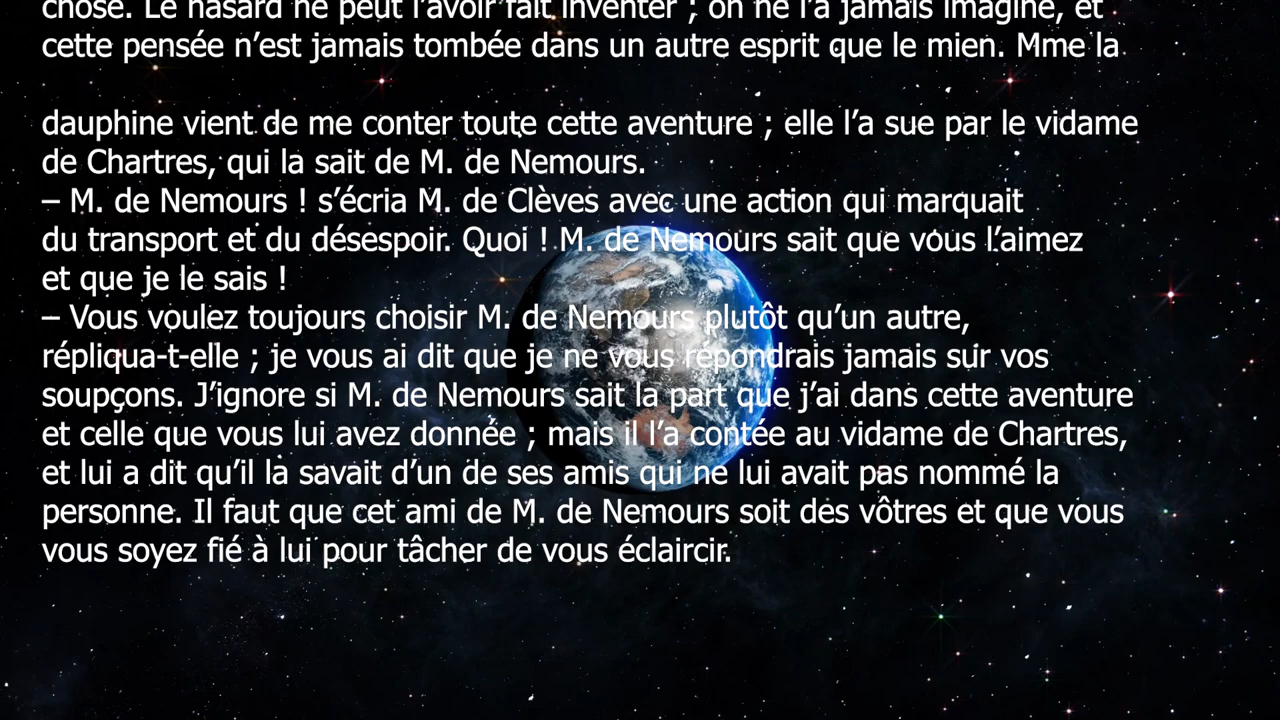 chose. Le hasard ne peut l’avoir fait inventer ; on ne l’a jamais imaginé, et
cette pensée n’est jamais tombée dans un autre esprit que le mien. Mme la
dauphine vient de me conter toute cette aventure ; elle l’a sue par le vidame
de Chartres, qui la sait de M. de Nemours.
– M. de Nemours ! s’écria M. de Clèves avec une action qui marquait
du transport et du désespoir. Quoi ! M. de Nemours sait que vous l’aimez
et que je le sais !
– Vous voulez toujours choisir M. de Nemours plutôt qu’un autre,
répliqua-t-elle ; je vous ai dit que je ne vous répondrais jamais sur vos
soupçons. J’ignore si M. de Nemours sait la part que j’ai dans cette aventure
et celle que vous lui avez donnée ; mais il l’a contée au vidame de Chartres,
et lui a dit qu’il la savait d’un de ses amis qui ne lui avait pas nommé la
personne. Il faut que cet ami de M. de Nemours soit des vôtres et que vous
vous soyez fié à lui pour tâcher de vous éclaircir.